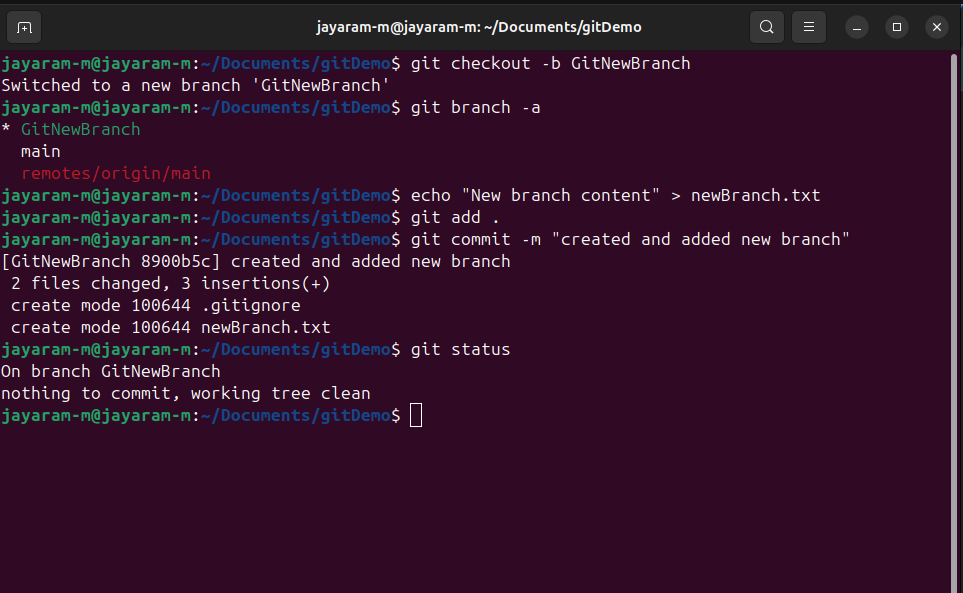 jayaram-m@jayaram-m: ~/Documents/gitDemo
jayaram-m@jayaram-m:~/Documents/gitDemo$ git checkout -b GitNewBranch
Switched to a new branch 'GitNewBranch'
jayaram-m@jayaram-m:~/Documents/gitDemo$ git branch -a
* GitNewBranch
  main
  remotes/origin/main
jayaram-m@jayaram-m:~/Documents/gitDemo$ echo "New branch content" > newBranch.txt
jayaram-m@jayaram-m:~/Documents/gitDemo$ git add .
jayaram-m@jayaram-m:~/Documents/gitDemo$ git commit -m "created and added new branch"
[GitNewBranch 8900b5c] created and added new branch
 2 files changed, 3 insertions(+)
 create mode 100644 .gitignore
 create mode 100644 newBranch.txt
jayaram-m@jayaram-m:~/Documents/gitDemo$ git status
On branch GitNewBranch
nothing to commit, working tree clean
jayaram-m@jayaram-m:~/Documents/gitDemo$